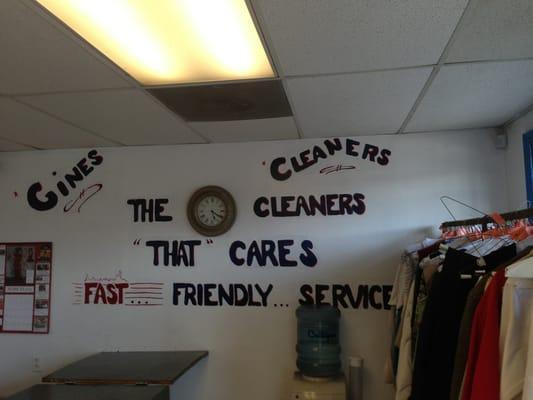 Gines Cleaners
THE CLEANERS
"THAT" CARES
FAST FRIENDLY... SERVICE